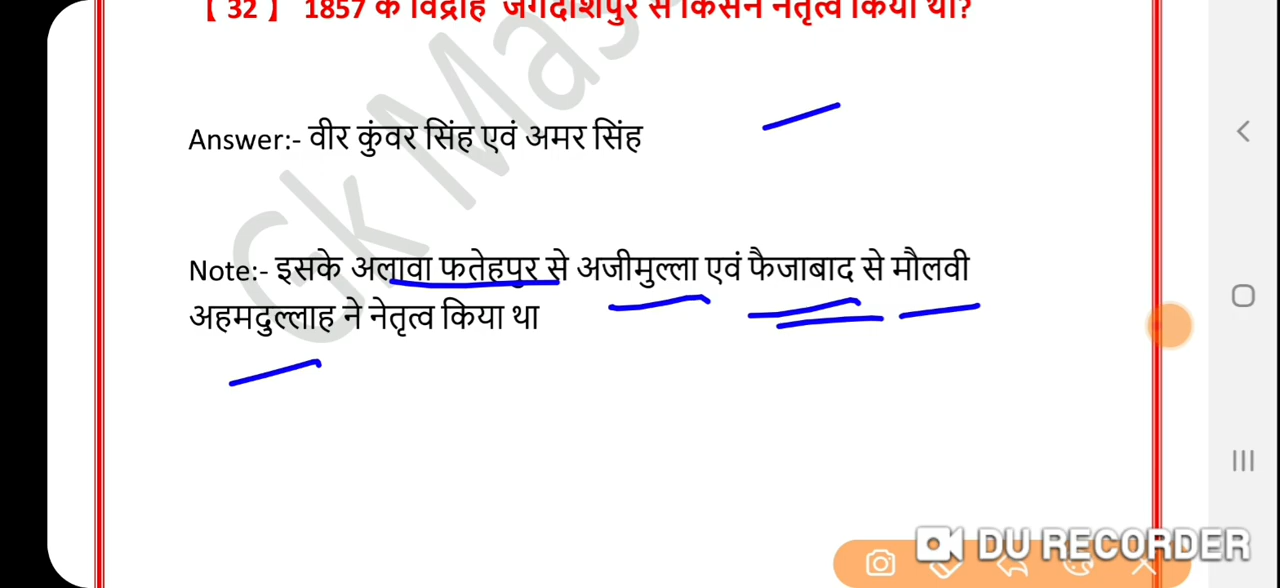 【 32 】 1857 के विद्रोह जगदीशपुर से किसने नेतृत्व किया था?
Answer:- वीर कुंवर सिंह एवं अमर सिंह
Note:- इसके अलावा फतेहपुर से अजीमुल्ला एवं फैजाबाद से मौलवी
अहमदुल्लाह ने नेतृत्व किया था
DU RECORDER